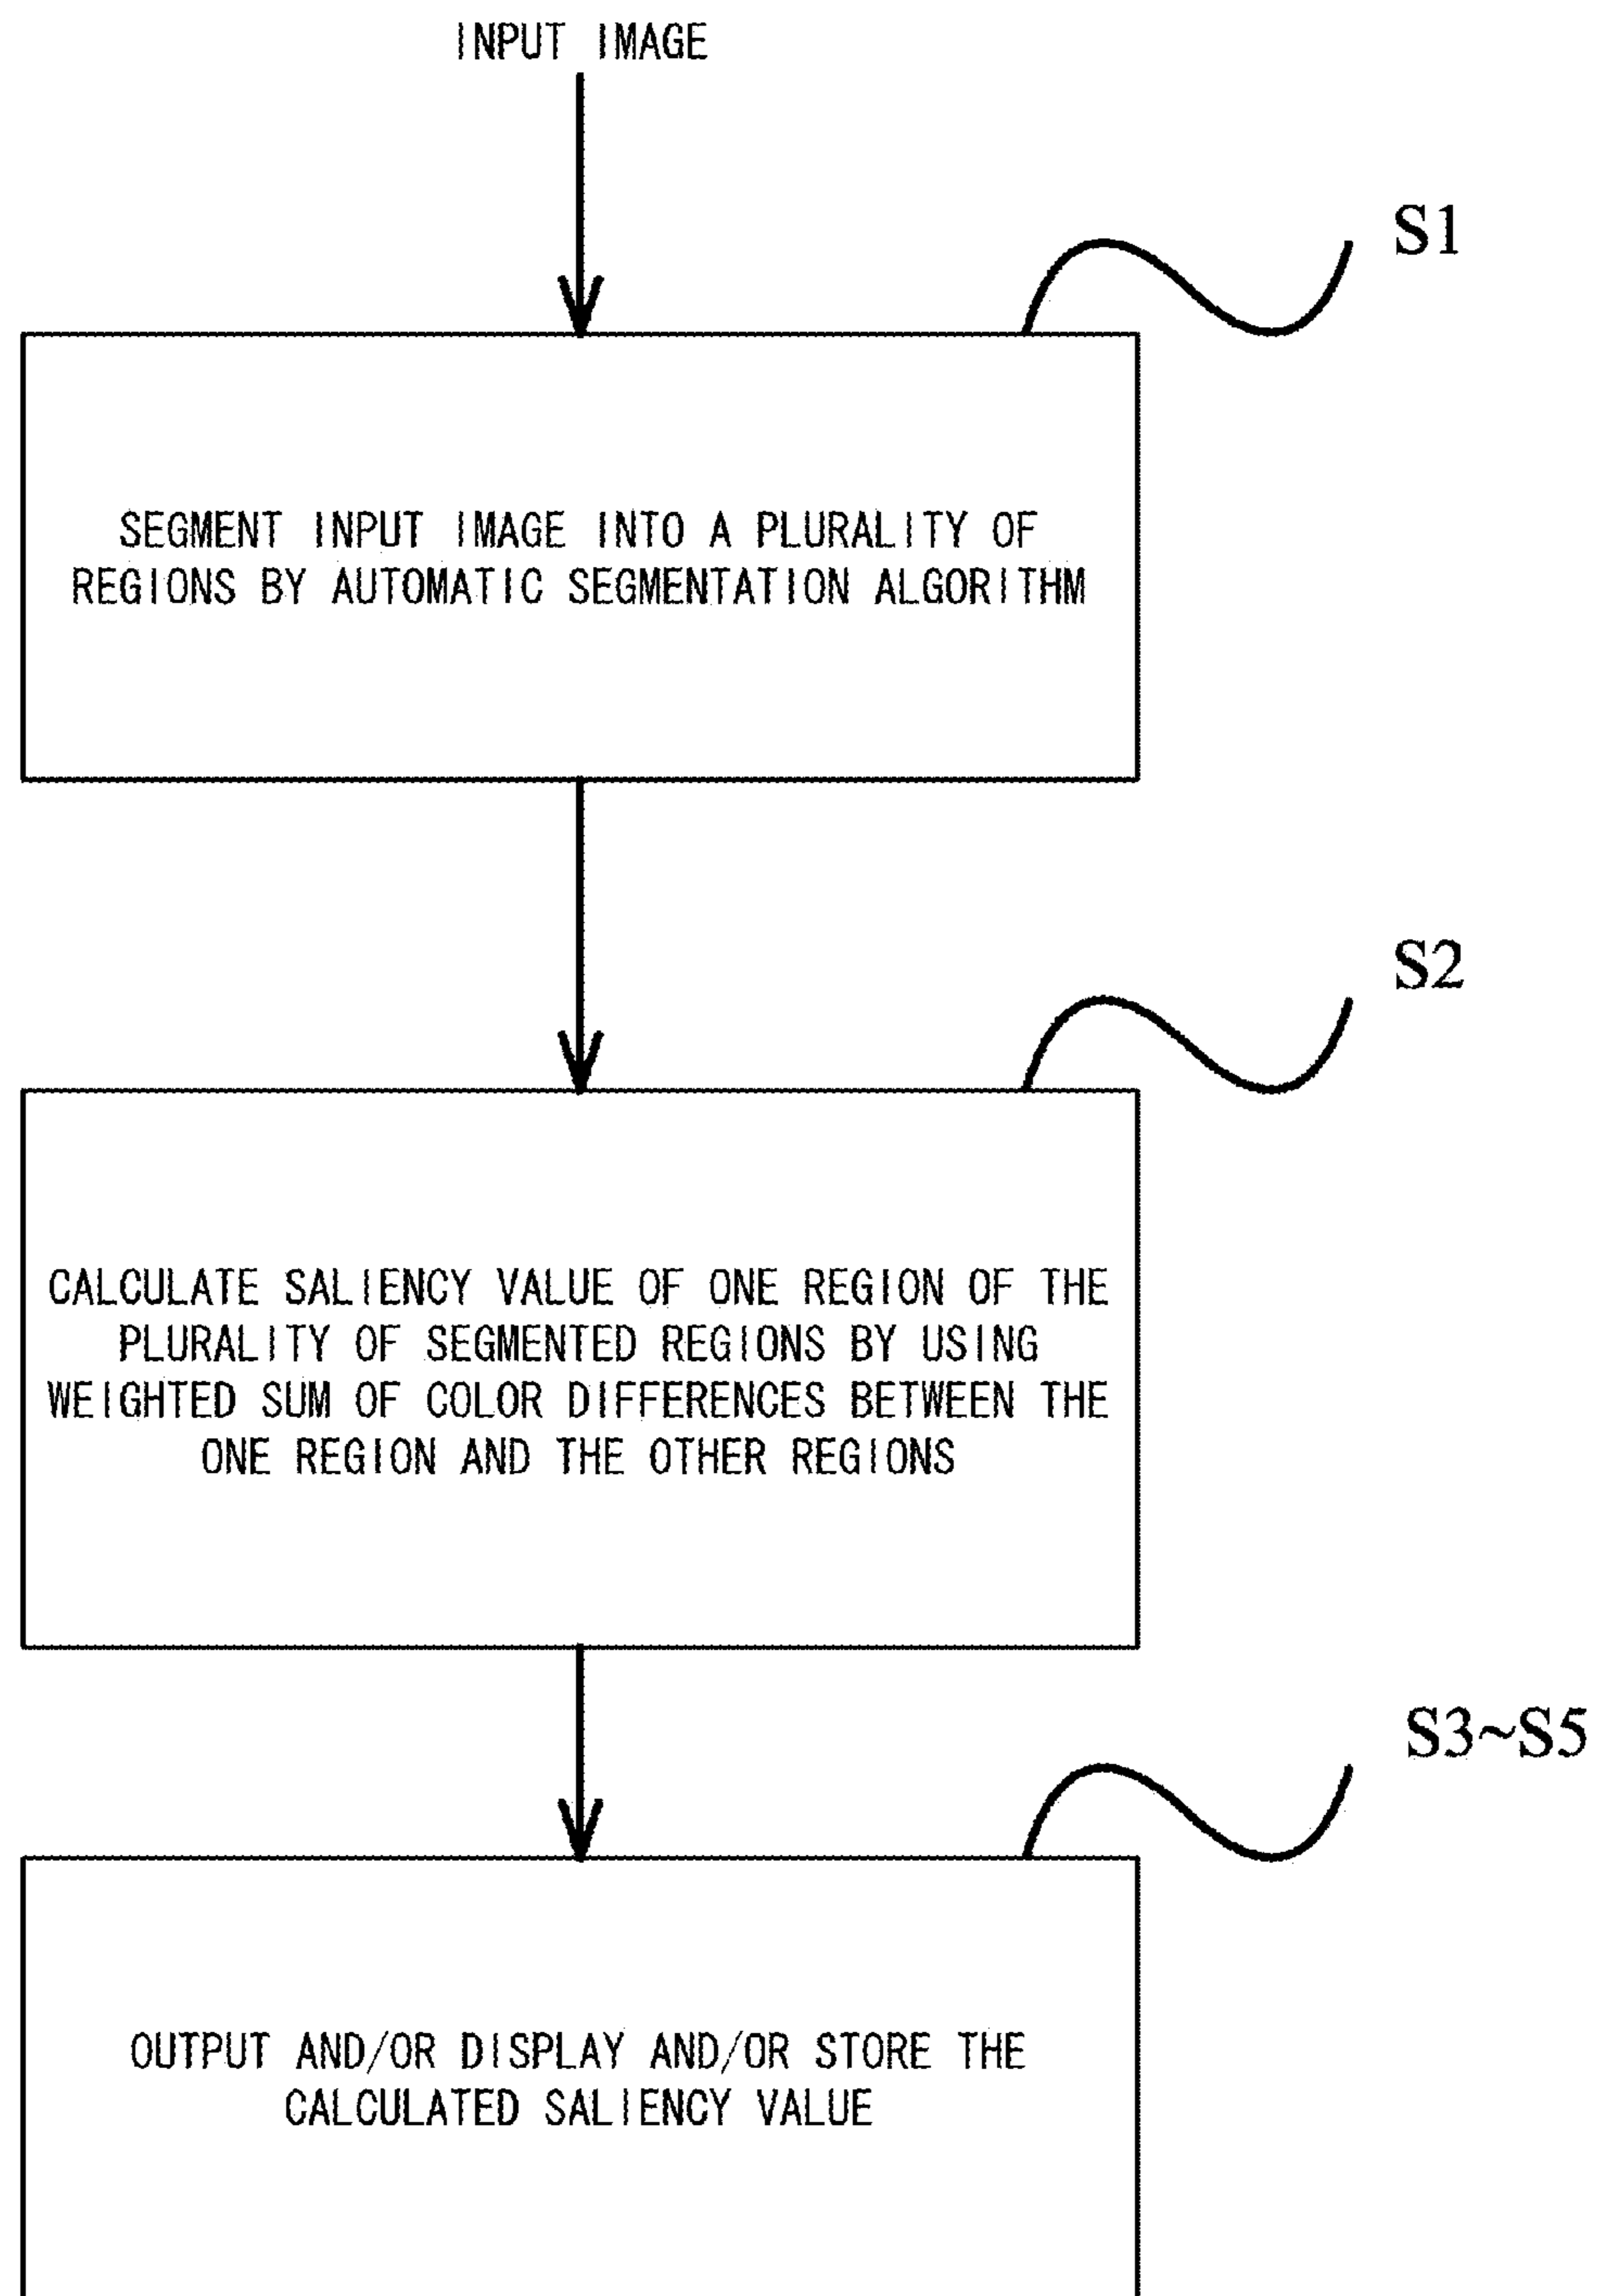 INPUT IMAGE
S1
SEGMENT INPUT IMAGE INTO A PLURALITY OF
REGIONS BY AUTOMATIC SEGMENTATION ALGORITHM
S2
CALCULATE SALIENCY VALUE OF ONE REGION OF THE
PLURALITY OF SEGMENTED REGIONS BY USING
WEIGHTED SUM OF COLOR DIFFERENCES BETWEEN THE
ONE REGION AND THE OTHER REGIONS
S3~S5
OUTPUT AND/OR DISPLAY AND/OR STORE THE
CALCULATED SALIENCY VALUE